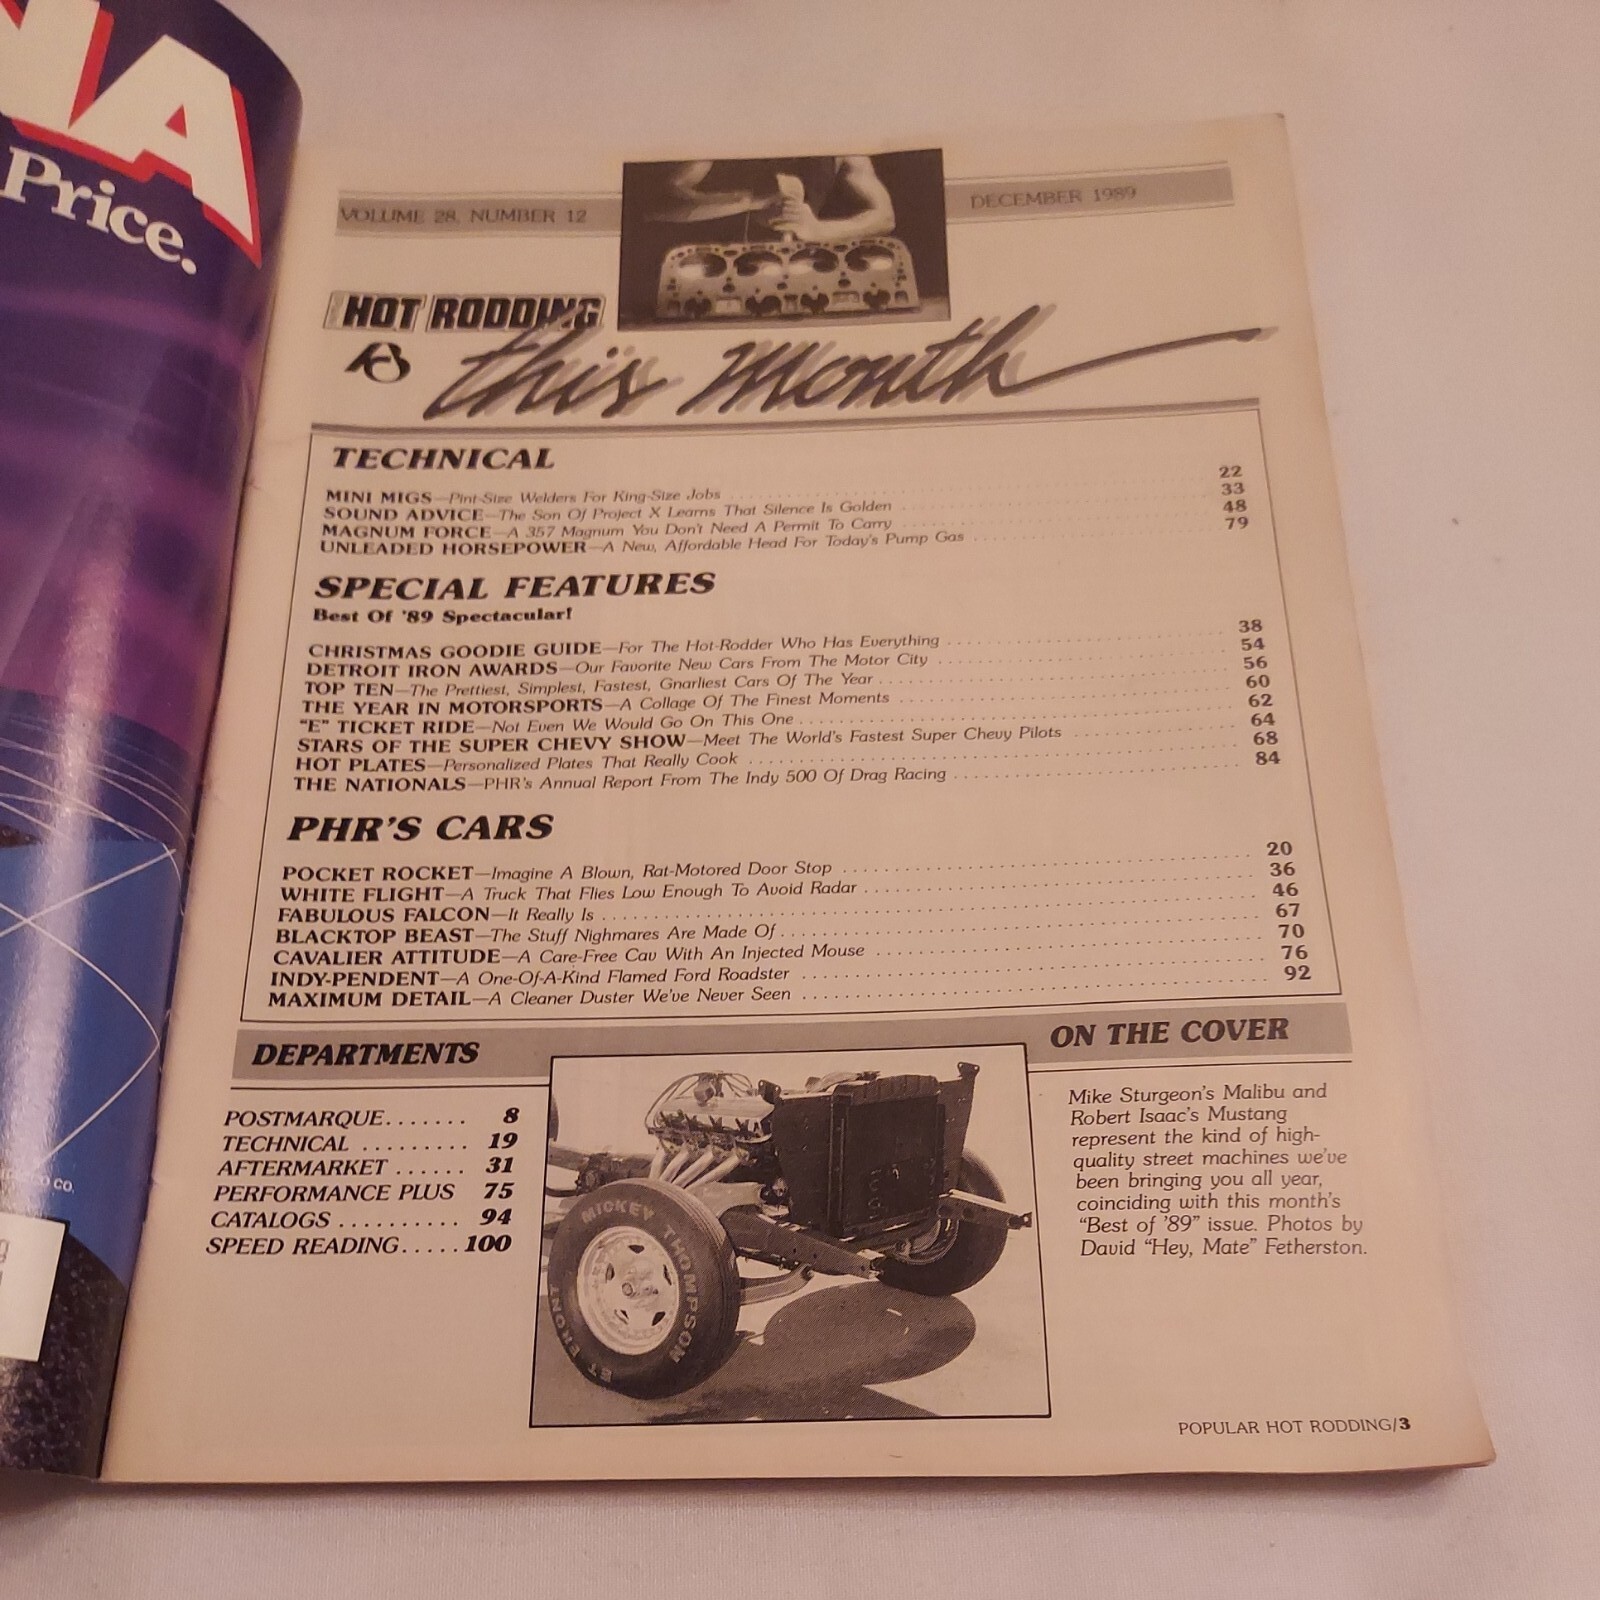 NA
Price.
CO.
VOLUME 28, NUMBER 12
DECEMBER 1989
HOT RODDING
this Month
TECHNICAL
MINI MIGS—Pint-Size Welders For King-Size Jobs . . . . . 22
SOUND ADVICE—The Son Of Project X Learns That Silence Is Golden . . . . . 33
MAGNUM FORCE—A 357 Magnum You Don't Need A Permit To Carry . . . . . 48
UNLEADED HORSEPOWER—A New, Affordable Head For Today's Pump Gas . . . . . 79
SPECIAL FEATURES
Best Of '89 Spectacular!
CHRISTMAS GOODIE GUIDE—For The Hot-Rodder Who Has Everything . . . . . 38
DETROIT IRON AWARDS—Our Favorite New Cars From The Motor City . . . . . 54
TOP TEN—The Prettiest, Simplest, Fastest, Gnarliest Cars Of The Year . . . . . 56
THE YEAR IN MOTORSPORTS—A Collage Of The Finest Moments . . . . . 60
"E" TICKET RIDE—Not Even We Would Go On This One . . . . . 62
STARS OF THE SUPER CHEVY SHOW—Meet The World's Fastest Super Chevy Pilots . . . . . 64
HOT PLATES—Personalized Plates That Really Cook . . . . . 68
THE NATIONALS—PHR's Annual Report From The Indy 500 Of Drag Racing . . . . . 84
PHR'S CARS
POCKET ROCKET—Imagine A Blown, Rat-Motored Door Stop . . . . . 20
WHITE FLIGHT—A Truck That Flies Low Enough To Avoid Radar . . . . . 36
FABULOUS FALCON—It Really Is . . . . . 46
BLACKTOP BEAST—The Stuff Nighmares Are Made Of . . . . . 67
CAVALIER ATTITUDE—A Care-Free Cav With An Injected Mouse . . . . . 70
INDY-PENDENT—A One-Of-A-Kind Flamed Ford Roadster . . . . . 76
MAXIMUM DETAIL—A Cleaner Duster We've Never Seen . . . . . 92
DEPARTMENTS
POSTMARQUE....... 8
TECHNICAL ......... 19
AFTERMARKET ...... 31
PERFORMANCE PLUS 75
CATALOGS .......... 94
SPEED READING.....100
MICKEY THOMPSON
ET FRONT
ON THE COVER
Mike Sturgeon's Malibu and
Robert Isaac's Mustang
represent the kind of high-
quality street machines we've
been bringing you all year,
coinciding with this month's
"Best of '89" issue. Photos by
David "Hey, Mate" Fetherston.
POPULAR HOT RODDING/3